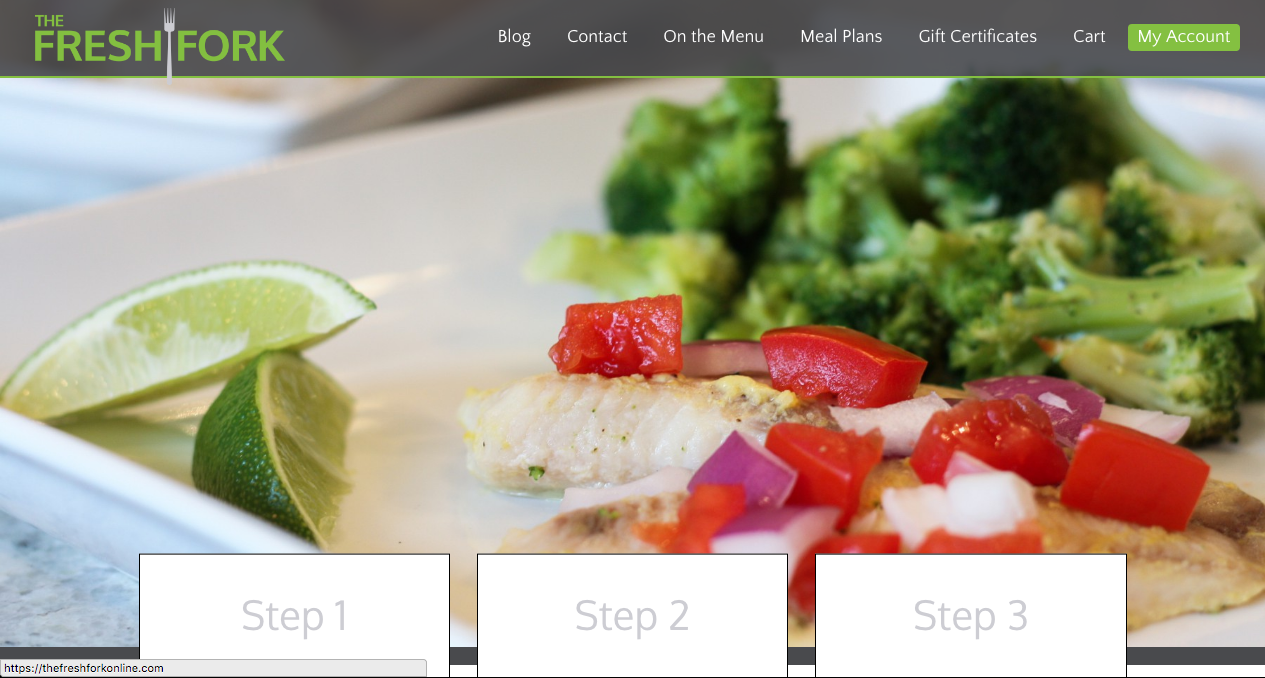 THE
FRESH FORK
Blog Contact On the Menu Meal Plans Gift Certificates Cart My Account
Step 1 Step 2 Step 3
https://thefreshforkonline.com